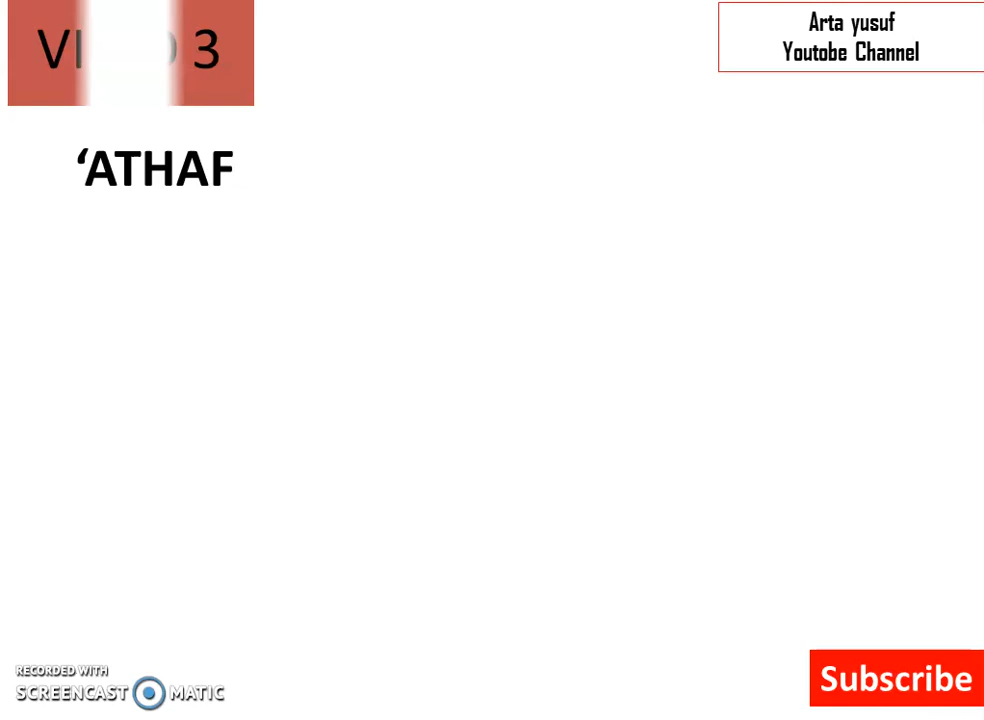 3
Arta yusuf
Youtobe Channel
‘ATHAF
RECORDED WITH
SCREENCAST MATIC
Subscribe